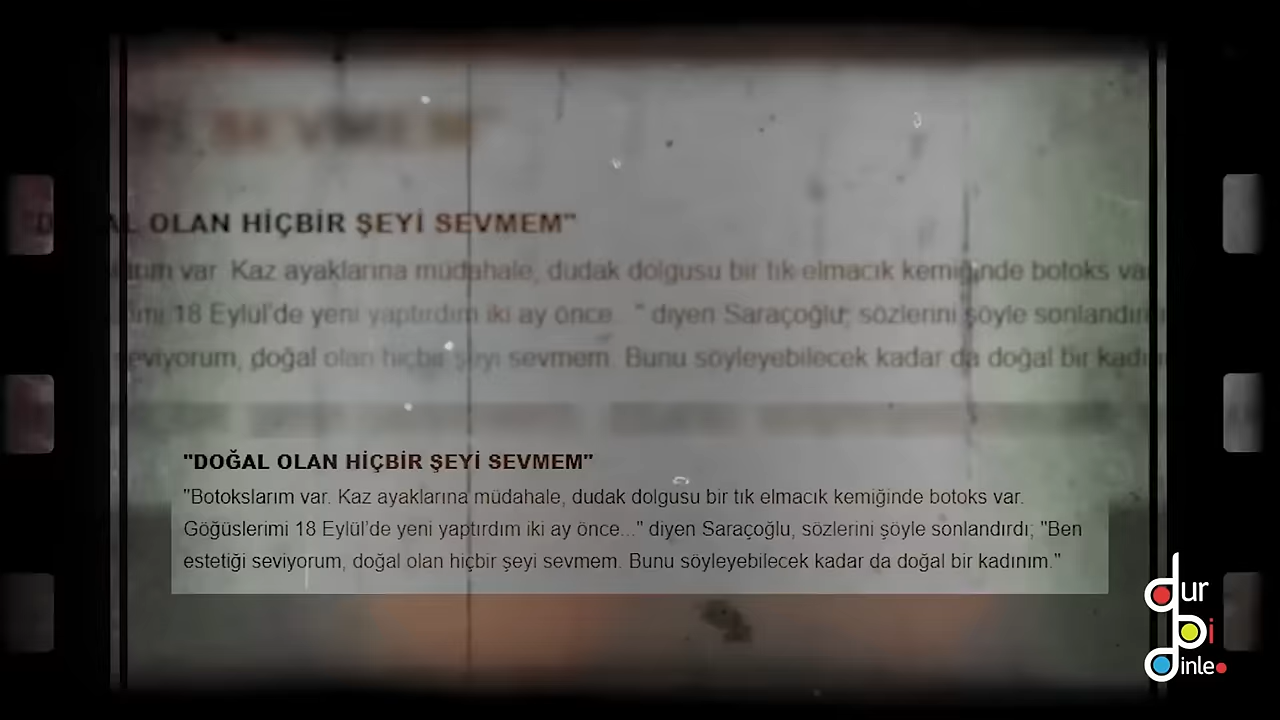 OLAN HİÇBİR ŞEYİ SEVMEM"
var. Kaz ayaklarına müdahale, dudak dolgusu bir tık elmacık kemiğinde botoks
18 Eylül'de yeni yaptırdım iki ay önce..." diyen Saraçoğlu, sözlerini şöyle
doğal olan hiçbir şeyi sevmem. Bunu söyleyebilecek kadar da doğal bir
"DOĞAL OLAN HİÇBİR ŞEYİ SEVMEM"
"Botokslarım var. Kaz ayaklarına müdahale, dudak dolgusu bir tık elmacık kemiğinde botoks var.
Göğüslerimi 18 Eylül'de yeni yaptırdım iki ay önce..." diyen Saraçoğlu, sözlerini şöyle sonlandırdı; "Ben
estetiği seviyorum, doğal olan hiçbir şeyi sevmem. Bunu söyleyebilecek kadar da doğal bir kadınım."
dur
bi
dinle